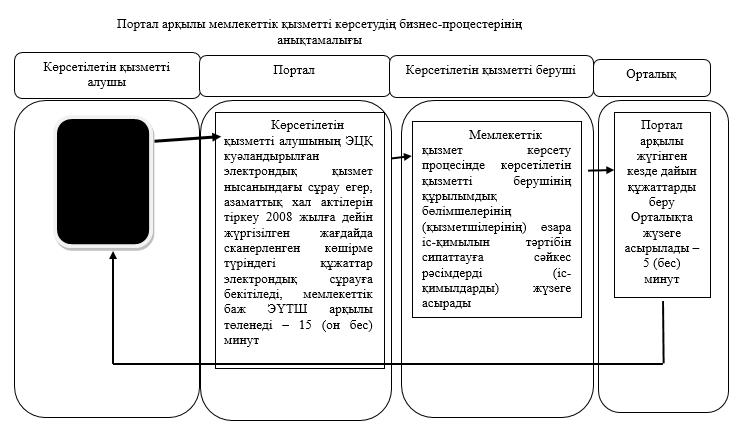 Портал арқылы мемлекеттік қызметті көрсетудің бизнес-процестерінің
анықтамалығы
Көрсетілетін қызметті
алушы
Портал
Көрсетілетін қызметті беруші
Орталық
Көрсетілетін
қызметті алушының ЭЦҚ
куәландырылған
электрондық қызмет
нысанындағы сұрау егер,
азаматтық хал актілерін
тіркеу 2008 жылға дейін
жүргізілген жағдайда
сканерленген көшірме
түріндегі құжаттар
электрондық сұрауға
бекітіледі, мемлекеттік
баж ЭҮТШ арқылы
төленеді – 15 (он бес)
минут
Мемлекеттік
қызмет көрсету
процесінде көрсетілетін
қызметті берушінің
құрылымдық
бөлімшелерінің
(қызметшілерінің) өзара
іс-қимылын тәртібін
сипаттауға сәйкес
рәсімдерді (іс-
қимылдарды) жүзеге
асырады
Портал
арқылы
жүгінген
кезде дайын
құжаттарды
беру
Орталықта
жүзеге
асырылады –
5 (бес)
минут